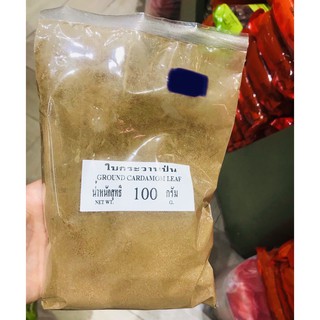 ใบกระวานป่น
GROUND CARDAMOM LEAF
น้ำหนักสุทธิ 100 กรัม
NET WT. G.